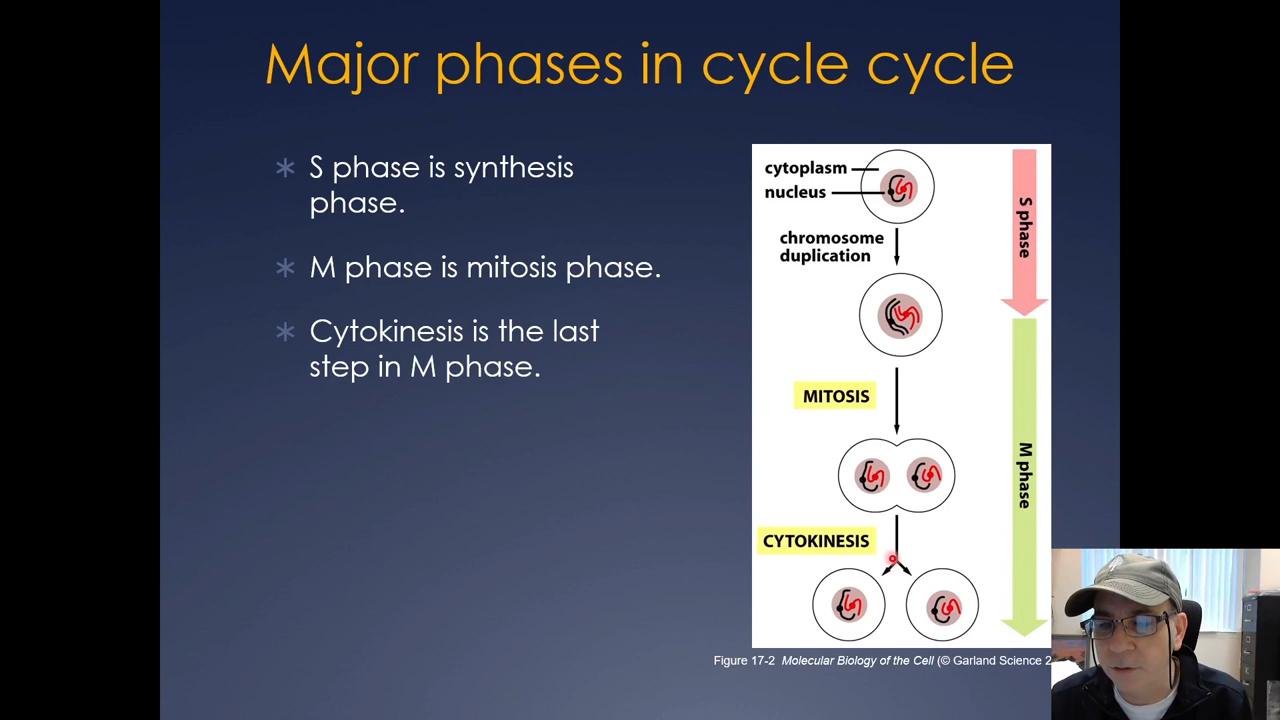 Major phases in cycle cycle
S phase is synthesis
phase.
M phase is mitosis phase.
Cytokinesis is the last
step in M phase.
cytoplasm
nucleus
chromosome
duplication
MITOSIS
CYTOKINESIS
S phase
M phase
Figure 17-2 Molecular Biology of the Cell (© Garland Science 2